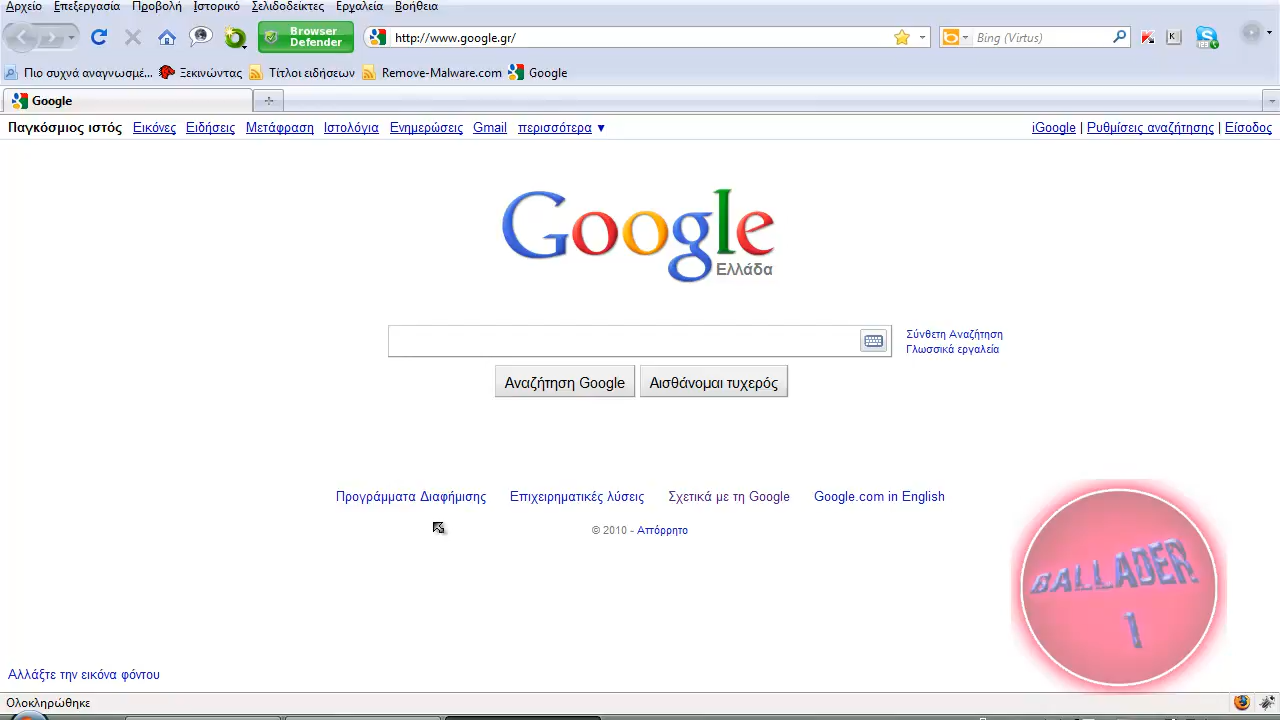 Αρχείο Επεξεργασία Προβολή Ιστορικό Σελιδοδείκτες Εργαλεία Βοήθεια
Browser Defender
http://www.google.gr/
Bing (Virtus)
Πιο συχνά αναγνωσμέ... Ξεκινώντας Τίτλοι ειδήσεων Remove-Malware.com Google
Google
Παγκόσμιος ιστός Εικόνες Ειδήσεις Μετάφραση Ιστολόγια Ενημερώσεις Gmail περισσότερα ▼ iGoogle | Ρυθμίσεις αναζήτησης | Είσοδος
Google
Ελλάδα
Σύνθετη Αναζήτηση
Γλωσσικά εργαλεία
Αναζήτηση Google Αισθάνομαι τυχερός
Προγράμματα Διαφήμισης Επιχειρηματικές λύσεις Σχετικά με τη Google Google.com in English
© 2010 - Απόρρητο
BALLADER
1
Αλλάξτε την εικόνα φόντου
Ολοκληρώθηκε